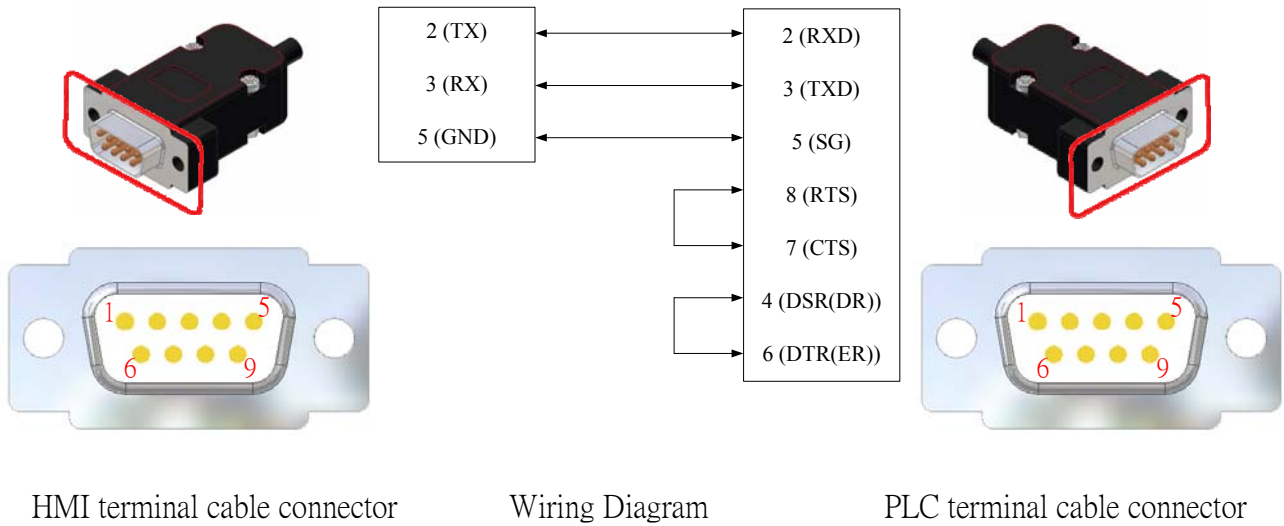 2 (TX)
3 (RX)
5 (GND)
2 (RXD)
3 (TXD)
5 (SG)
8 (RTS)
7 (CTS)
4 (DSR(DR))
6 (DTR(ER))
1
5
6
9
1
5
6
9
HMI terminal cable connector
Wiring Diagram
PLC terminal cable connector